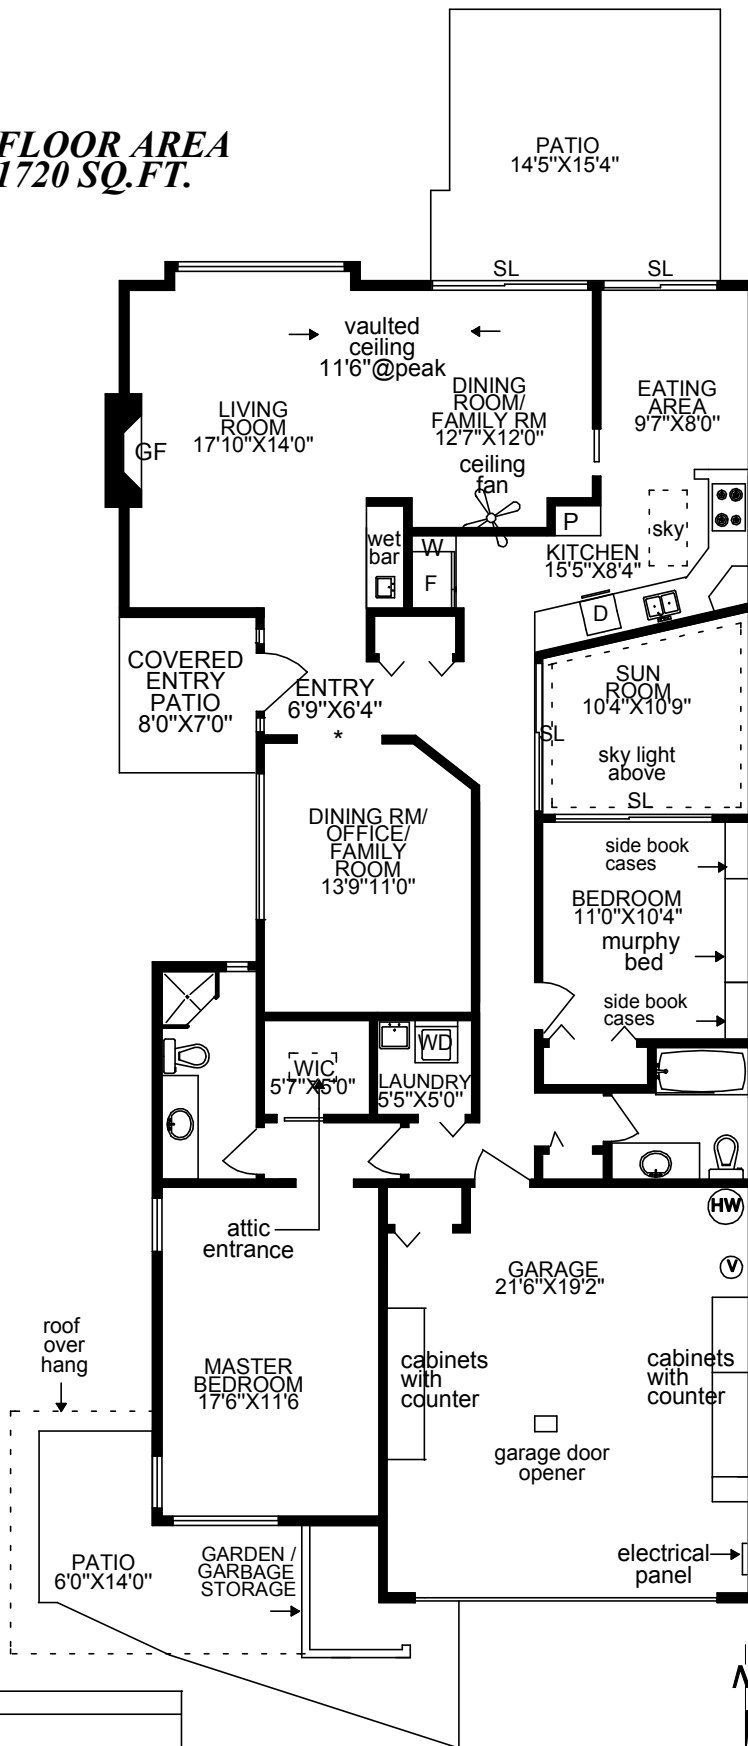 FLOOR AREA
1720 SQ.FT.
PATIO
14'5"X15'4"
SL
SL
vaulted
ceiling
11'6"@peak
LIVING
ROOM
17'10"X14'0"
DINING
ROOM/
FAMILY RM
12'7"X12'0"
EATING
AREA
9'7"X8'0"
GF
ceiling
fan
P
sky
wet
bar
W
F
KITCHEN
15'5"X8'4"
D
COVERED
ENTRY
PATIO
8'0"X7'0"
ENTRY
6'9"X6'4"
*
SUN
ROOM
10'4"X10'9"
SL
sky light
above
SL
DINING RM/
OFFICE/
FAMILY
ROOM
13'9"11'0"
side book
cases
BEDROOM
11'0"X10'4"
murphy
bed
side book
cases
WIC
5'7"X5'0"
WD
LAUNDRY
5'5"X5'0"
attic
entrance
HW
V
GARAGE
21'6"X19'2"
roof
over
hang
MASTER
BEDROOM
17'6"X11'6
cabinets
with
counter
cabinets
with
counter
garage door
opener
PATIO
6'0"X14'0"
GARDEN /
GARBAGE
STORAGE
electrical
panel